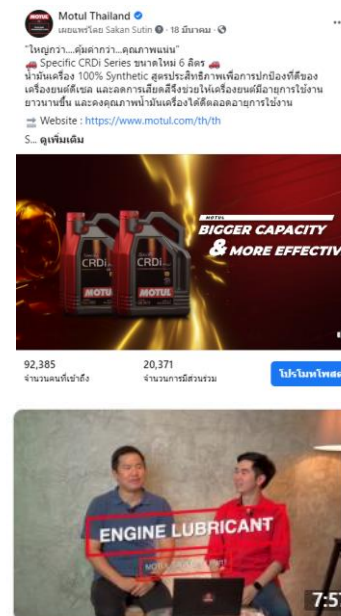 Motul Thailand
เผยแพร่โดย Sakan Sutin · 18 มีนาคม ·
"ใหญ่กว่า....คุ้มค่ากว่า...คุณภาพแน่น"
Specific CRDi Series ขนาดใหม่ 6 ลิตร
น้ำมันเครื่อง 100% Synthetic สูตรประสิทธิภาพเพื่อการปกป้องที่ดีของ
เครื่องยนต์ดีเซล และลดการเสียดสีจึงช่วยให้เครื่องยนต์มีอายุการใช้งาน
ยาวนานขึ้น และคงคุณภาพน้ำมันเครื่องได้ดีตลอดอายุการใช้งาน
Website : https://www.motul.com/th/th
S... ดูเพิ่มเติม
MOTUL
BIGGER CAPACITY
& MORE EFFECTIV
CRDi
CRDi
MOTUL
MOTUL
92,385
20,371
จำนวนคนที่เข้าถึง
จำนวนการมีส่วนร่วม
โปรโมทโพสต์
ENGINE LUBRICANT
7:57